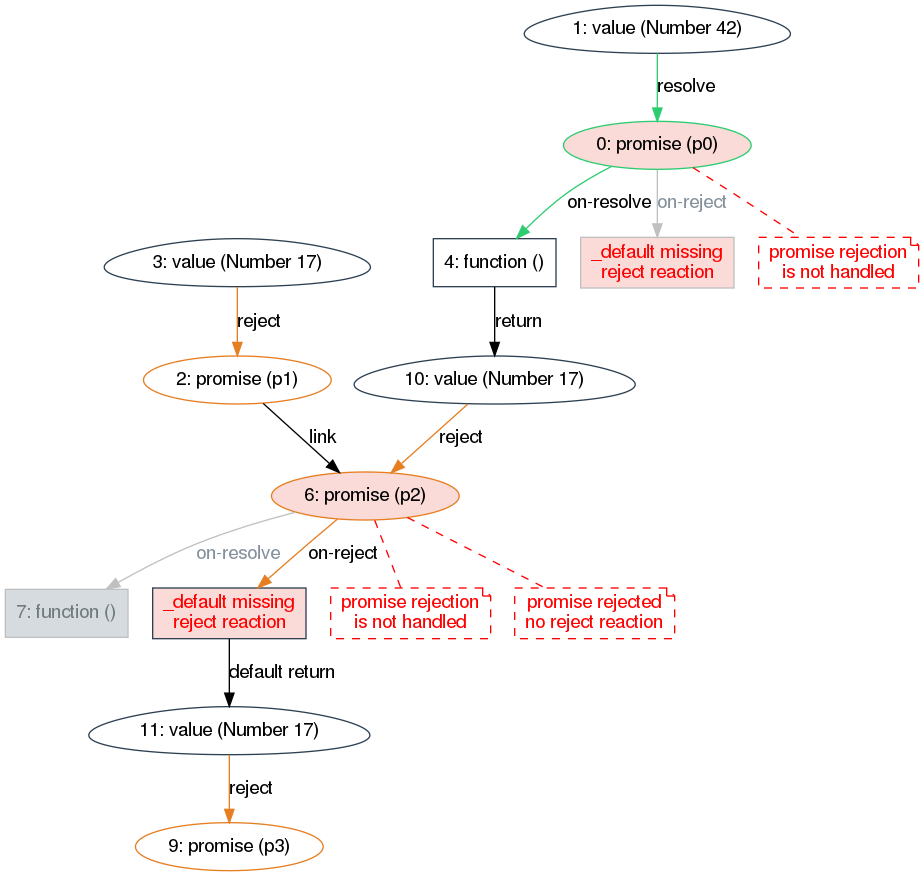 1: value (Number 42)
resolve
0: promise (p0)
on-resolve
on-reject
3: value (Number 17)
4: function ()
_default missing
reject reaction
promise rejection
is not handled
reject
return
2: promise (p1)
10: value (Number 17)
link
reject
6: promise (p2)
on-resolve
on-reject
7: function ()
_default missing
reject reaction
promise rejection
is not handled
promise rejected
no reject reaction
default return
11: value (Number 17)
reject
9: promise (p3)